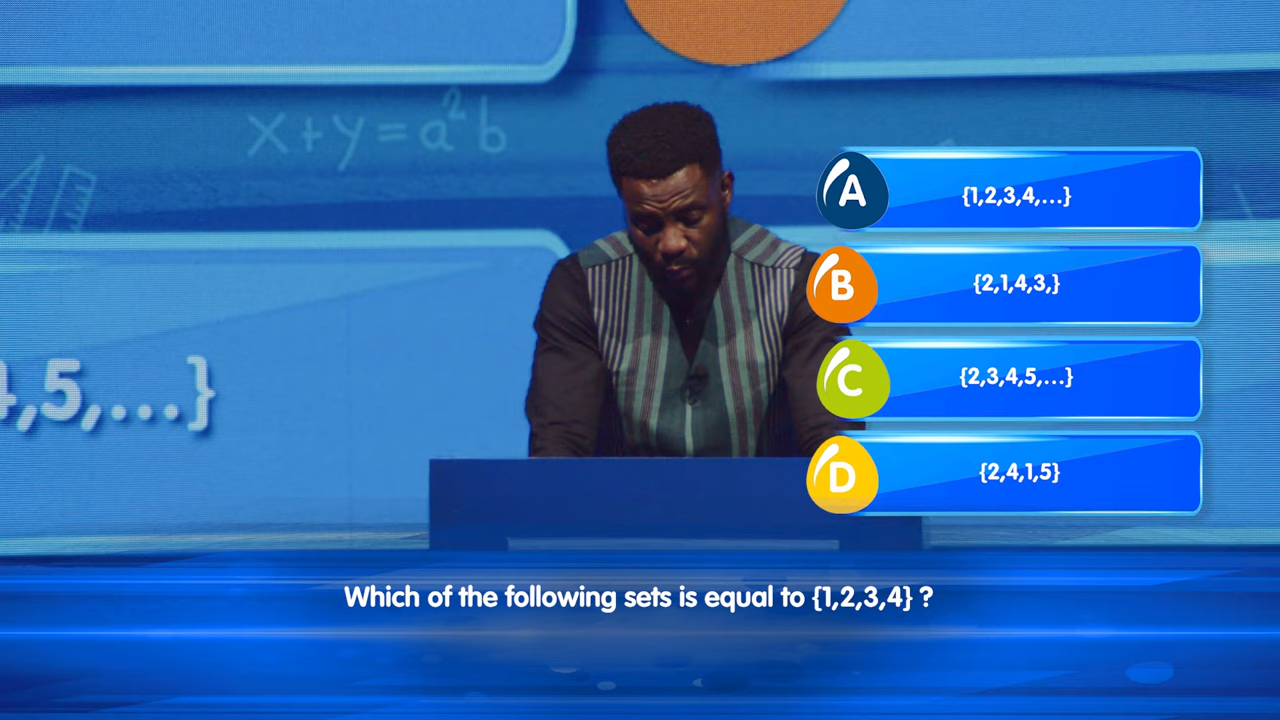 x+y=a²b
,5,...}
A
{1,2,3,4,...}
B
{2,1,4,3,}
C
{2,3,4,5,...}
D
{2,4,1,5}
Which of the following sets is equal to {1,2,3,4} ?